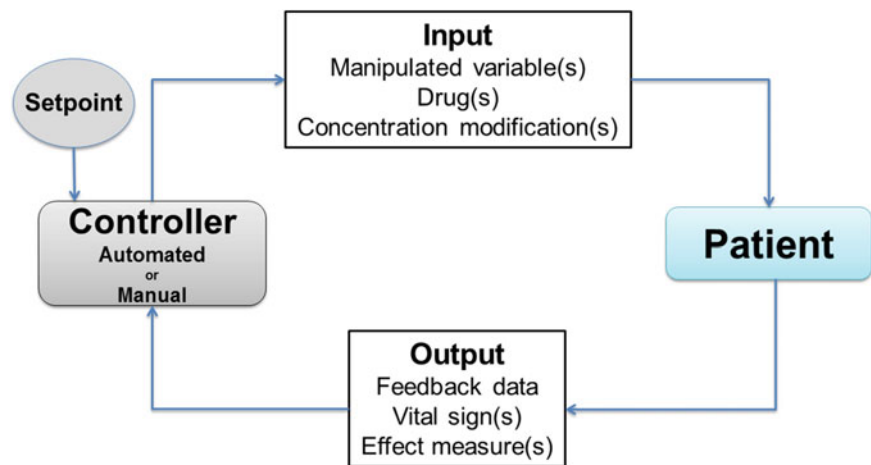 Input
Manipulated variable(s)
Drug(s)
Concentration modification(s)
Setpoint
Controller
Automated
or
Manual
Patient
Output
Feedback data
Vital sign(s)
Effect measure(s)